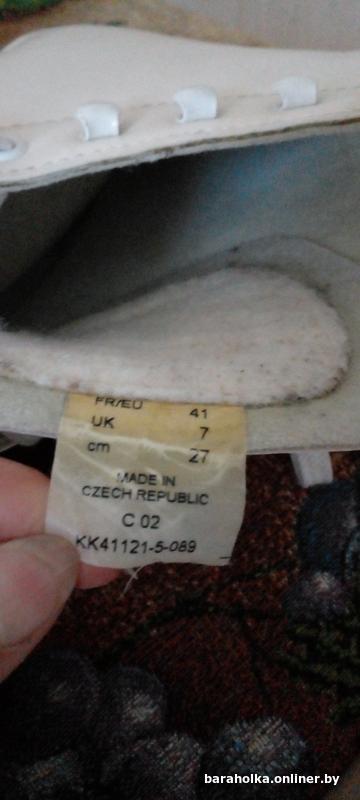 FR/EU 41
UK 7
cm 27
MADE IN
CZECH REPUBLIC
C 02
KK41121-5-089
baraholka.onliner.by